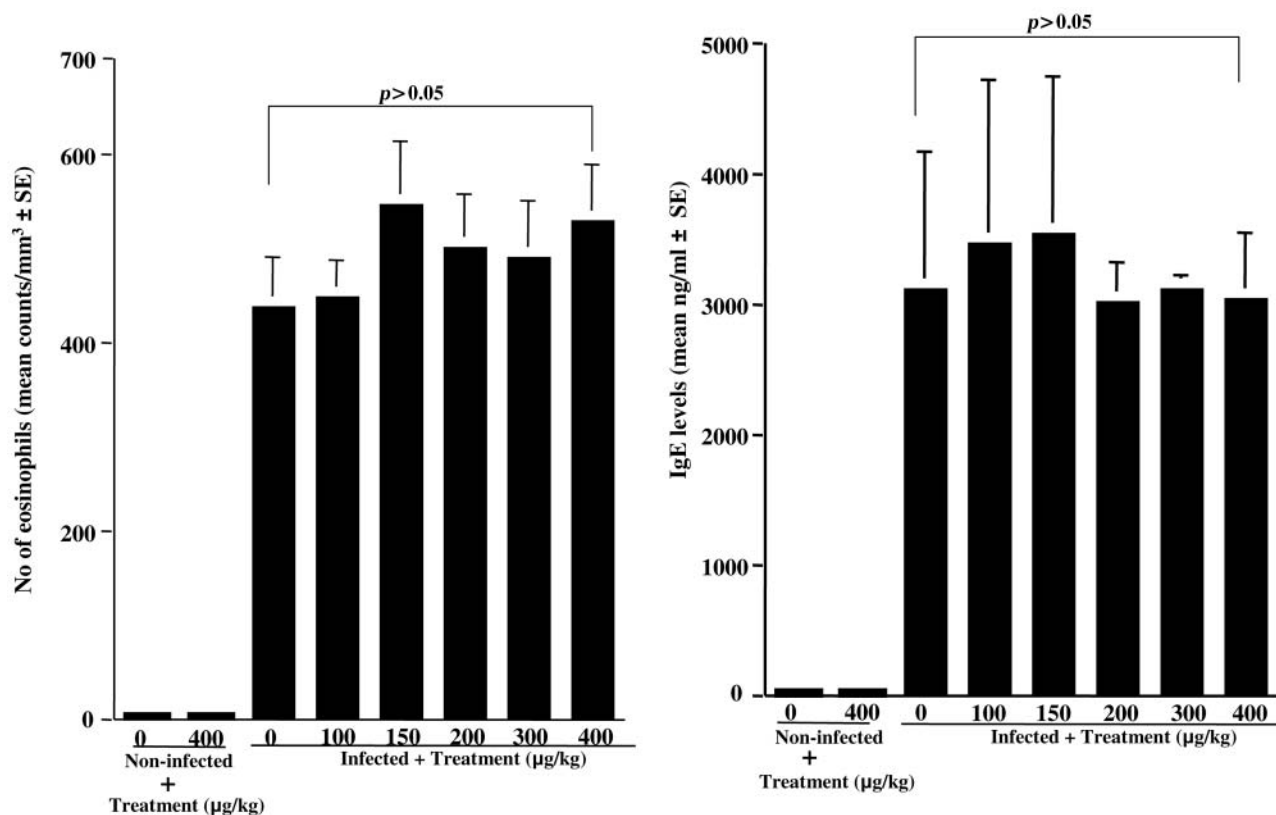 No of eosinophils (mean counts/mm³ ± SE)
700
600
400
200
0
p>0.05
0 400 0 100 150 200 300 400
Non-infected
+
Treatment (µg/kg)
Infected + Treatment (µg/kg)
IgE levels (mean ng/ml ± SE)
5000
4000
3000
2000
1000
0
p>0.05
0 400 0 100 150 200 300 400
Non-infected
+
Treatment (µg/kg)
Infected + Treatment (µg/kg)